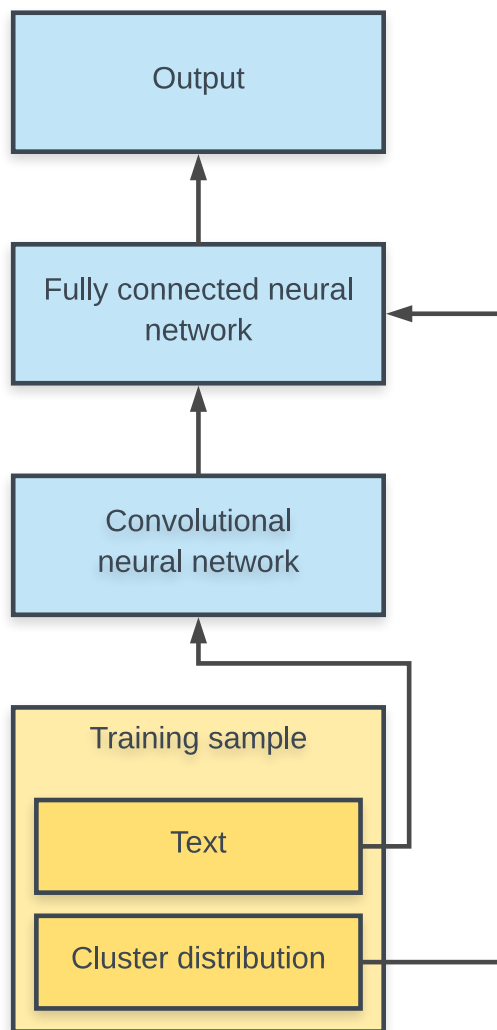 Output
Fully connected neural
network
Convolutional
neural network
Training sample
Text
Cluster distribution